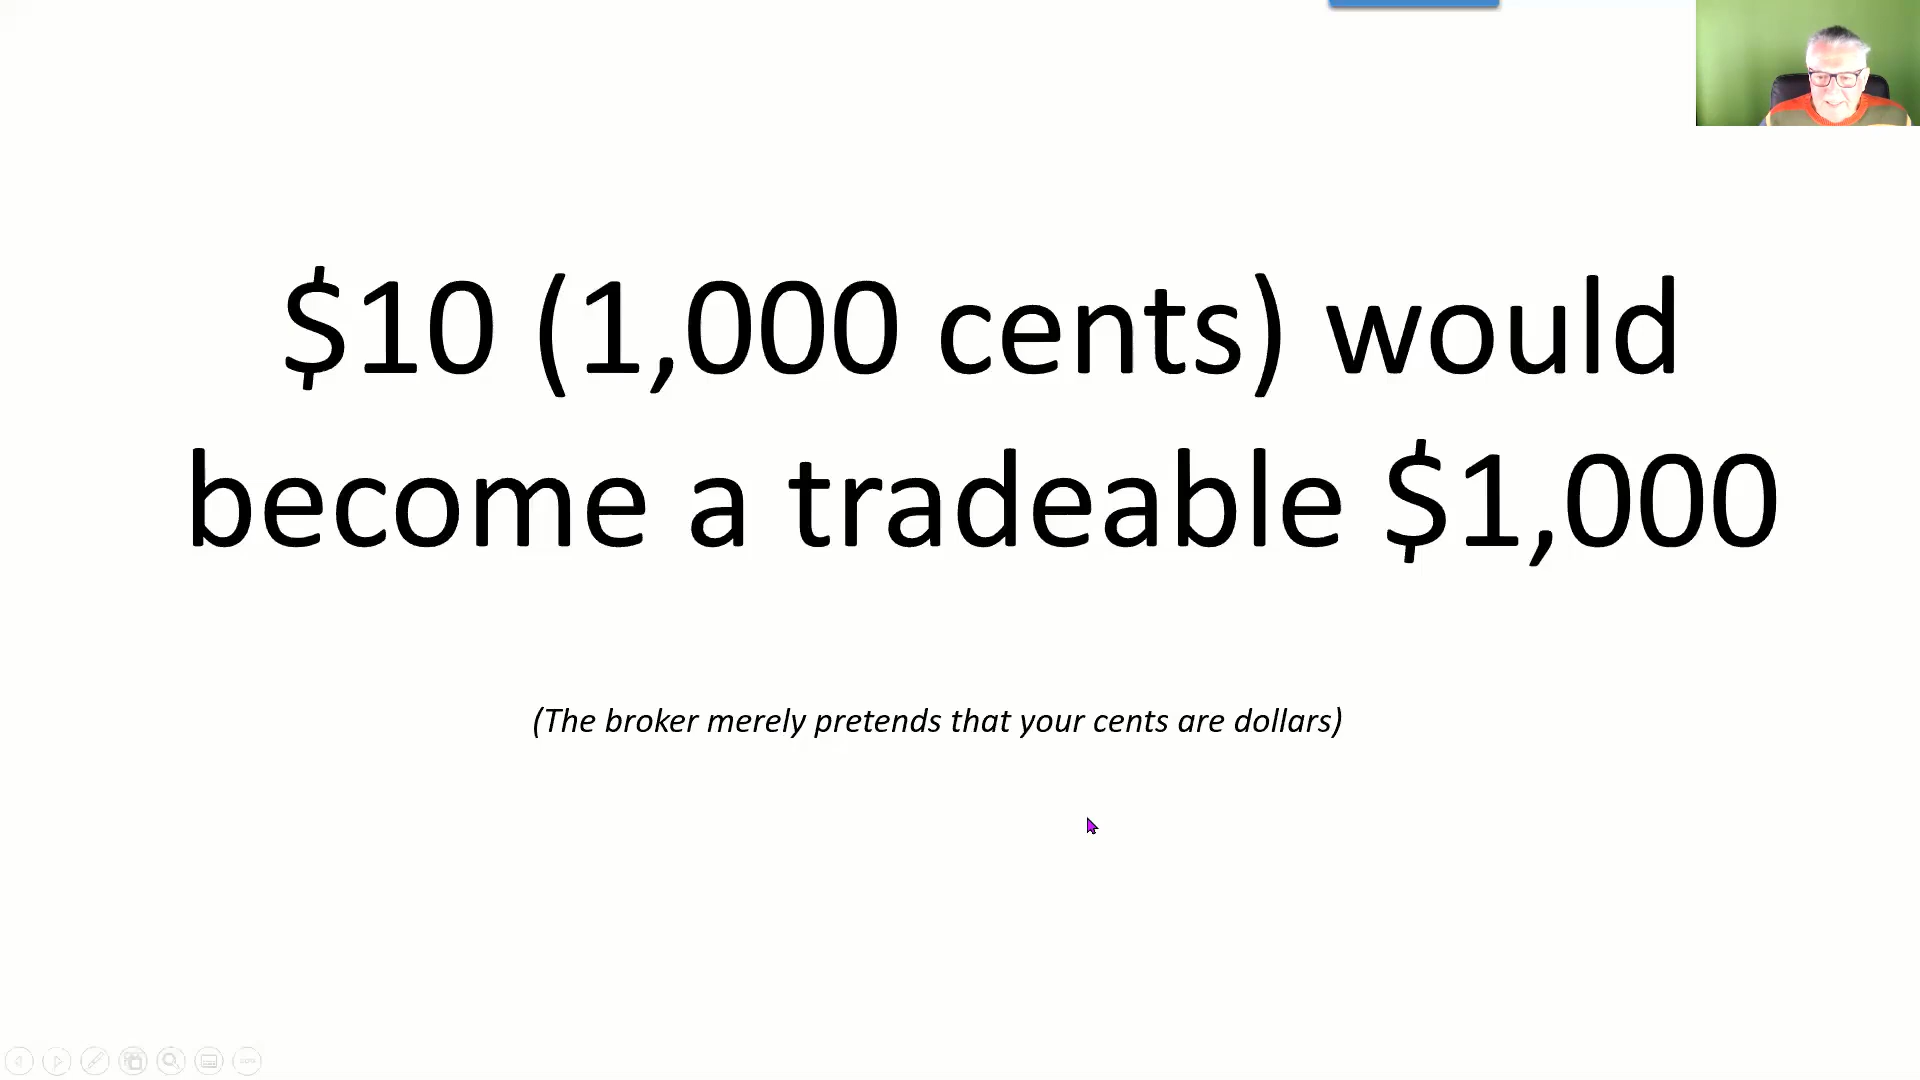 $10 (1,000 cents) would
become a tradeable $1,000
(The broker merely pretends that your cents are dollars)